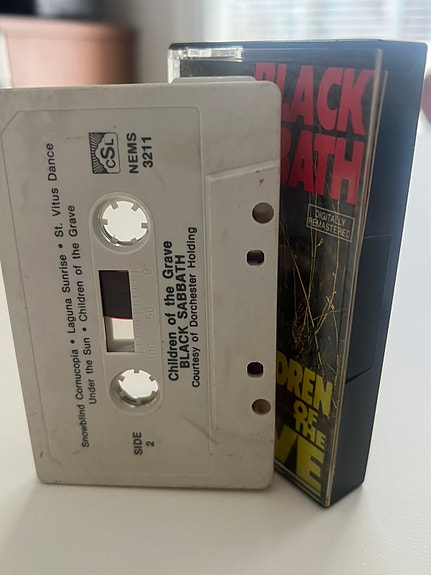 Snowblind Cornucopia • Laguna Sunrise • St. Vitus Dance
Under the Sun • Children of the Grave
CSL
NEMS
3211
Children of the Grave
BLACK SABBATH
Courtesy of Dorchester Holding
SIDE
2
BLACK
BATH
DIGITALLY
REMASTERED
DREN
OF
THE
VE